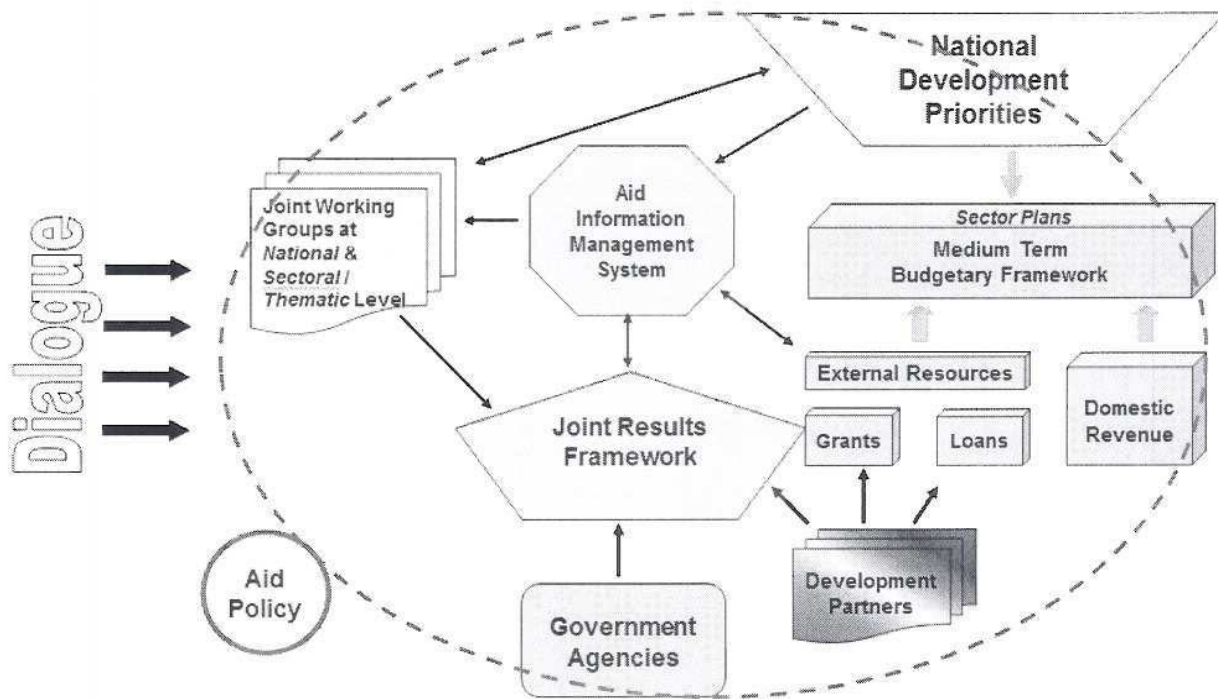 National
Development
Priorities
Dialogue
Joint Working
Groups at
National &
Sectoral /
Thematic Level
Aid
Information
Management
System
Sector Plans
Medium Term
Budgetary Framework
External Resources
Grants
Loans
Domestic
Revenue
Joint Results
Framework
Development
Partners
Aid
Policy
Government
Agencies